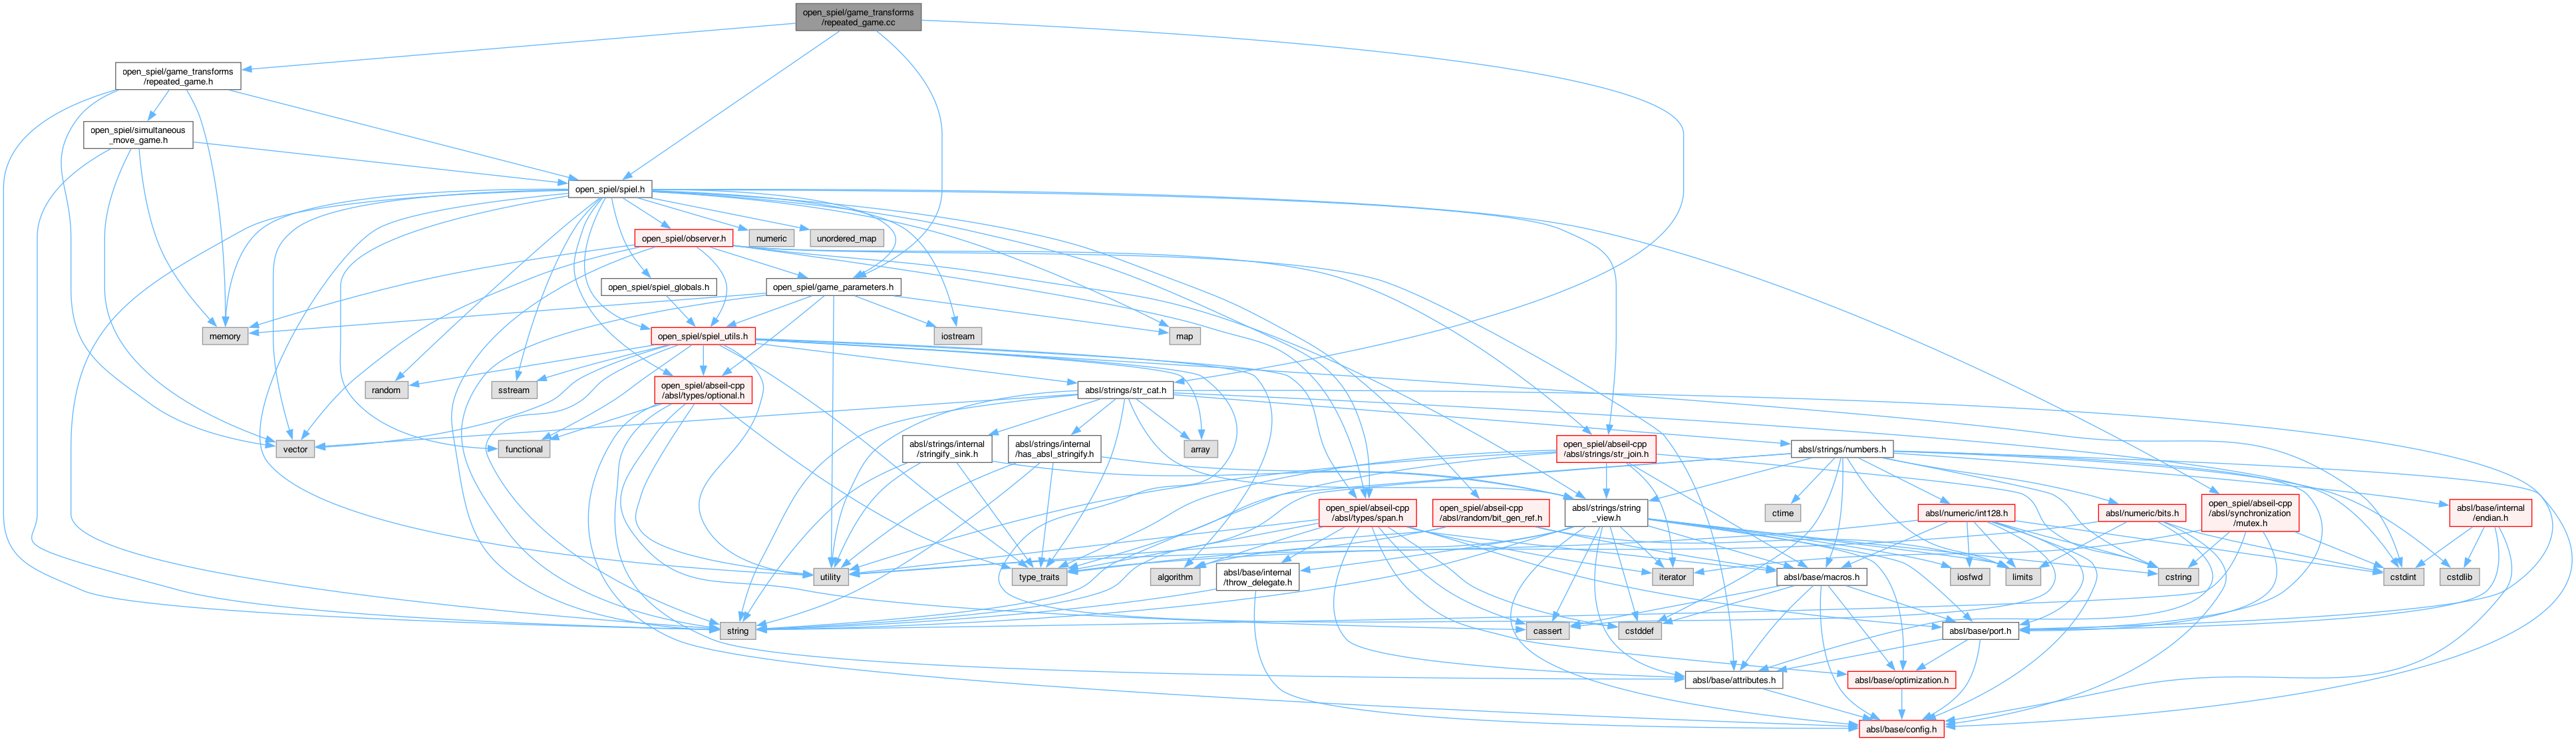 open_spiel/game_transforms
/repeated_game.cc
open_spiel/game_transforms
/repeated_game.h
open_spiel/simultaneous
_move_game.h
open_spiel/spiel.h
open_spiel/observer.h
numeric
unordered_map
open_spiel/spiel_globals.h
open_spiel/game_parameters.h
memory
open_spiel/spiel_utils.h
iostream
map
random
sstream
open_spiel/abseil-cpp
/absl/types/optional.h
absl/strings/str_cat.h
vector
functional
absl/strings/internal
/stringify_sink.h
absl/strings/internal
/has_absl_stringify.h
array
open_spiel/abseil-cpp
/absl/strings/str_join.h
absl/strings/numbers.h
open_spiel/abseil-cpp
/absl/types/span.h
open_spiel/abseil-cpp
/absl/random/bit_gen_ref.h
absl/strings/string
_view.h
ctime
absl/numeric/int128.h
open_spiel/abseil-cpp
/absl/synchronization
/mutex.h
absl/numeric/bits.h
absl/base/internal
/endian.h
utility
type_traits
algorithm
absl/base/internal
/throw_delegate.h
iterator
absl/base/macros.h
iosfwd
limits
cstring
cstdint
cstdlib
string
cassert
cstddef
absl/base/port.h
absl/base/attributes.h
absl/base/optimization.h
absl/base/config.h